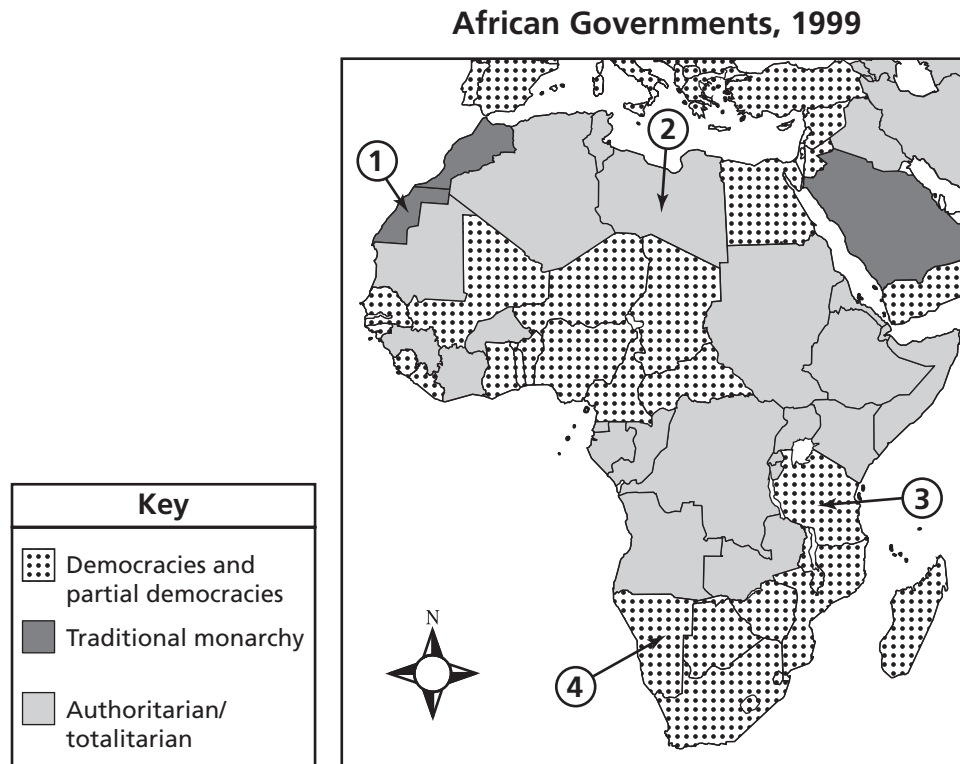 African Governments, 1999
1
2
3
4
N
Key
Democracies and
partial democracies
Traditional monarchy
Authoritarian/
totalitarian